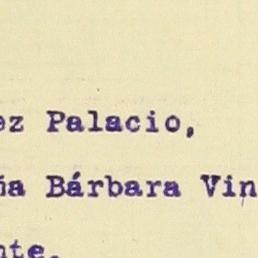 ez Palacio,
ña Bárbara Vin
nte.